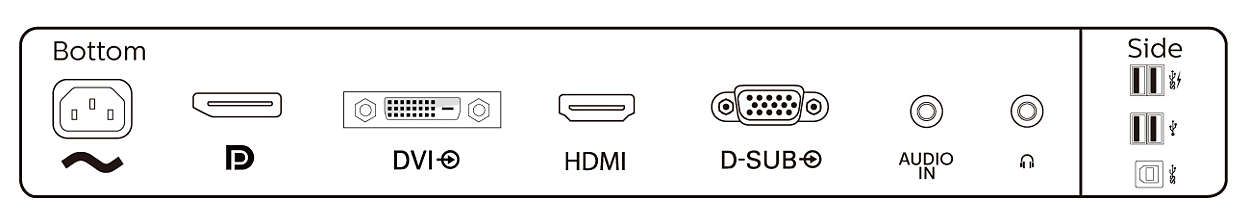 Bottom
Side
DVI
HDMI
D-SUB
AUDIO
IN